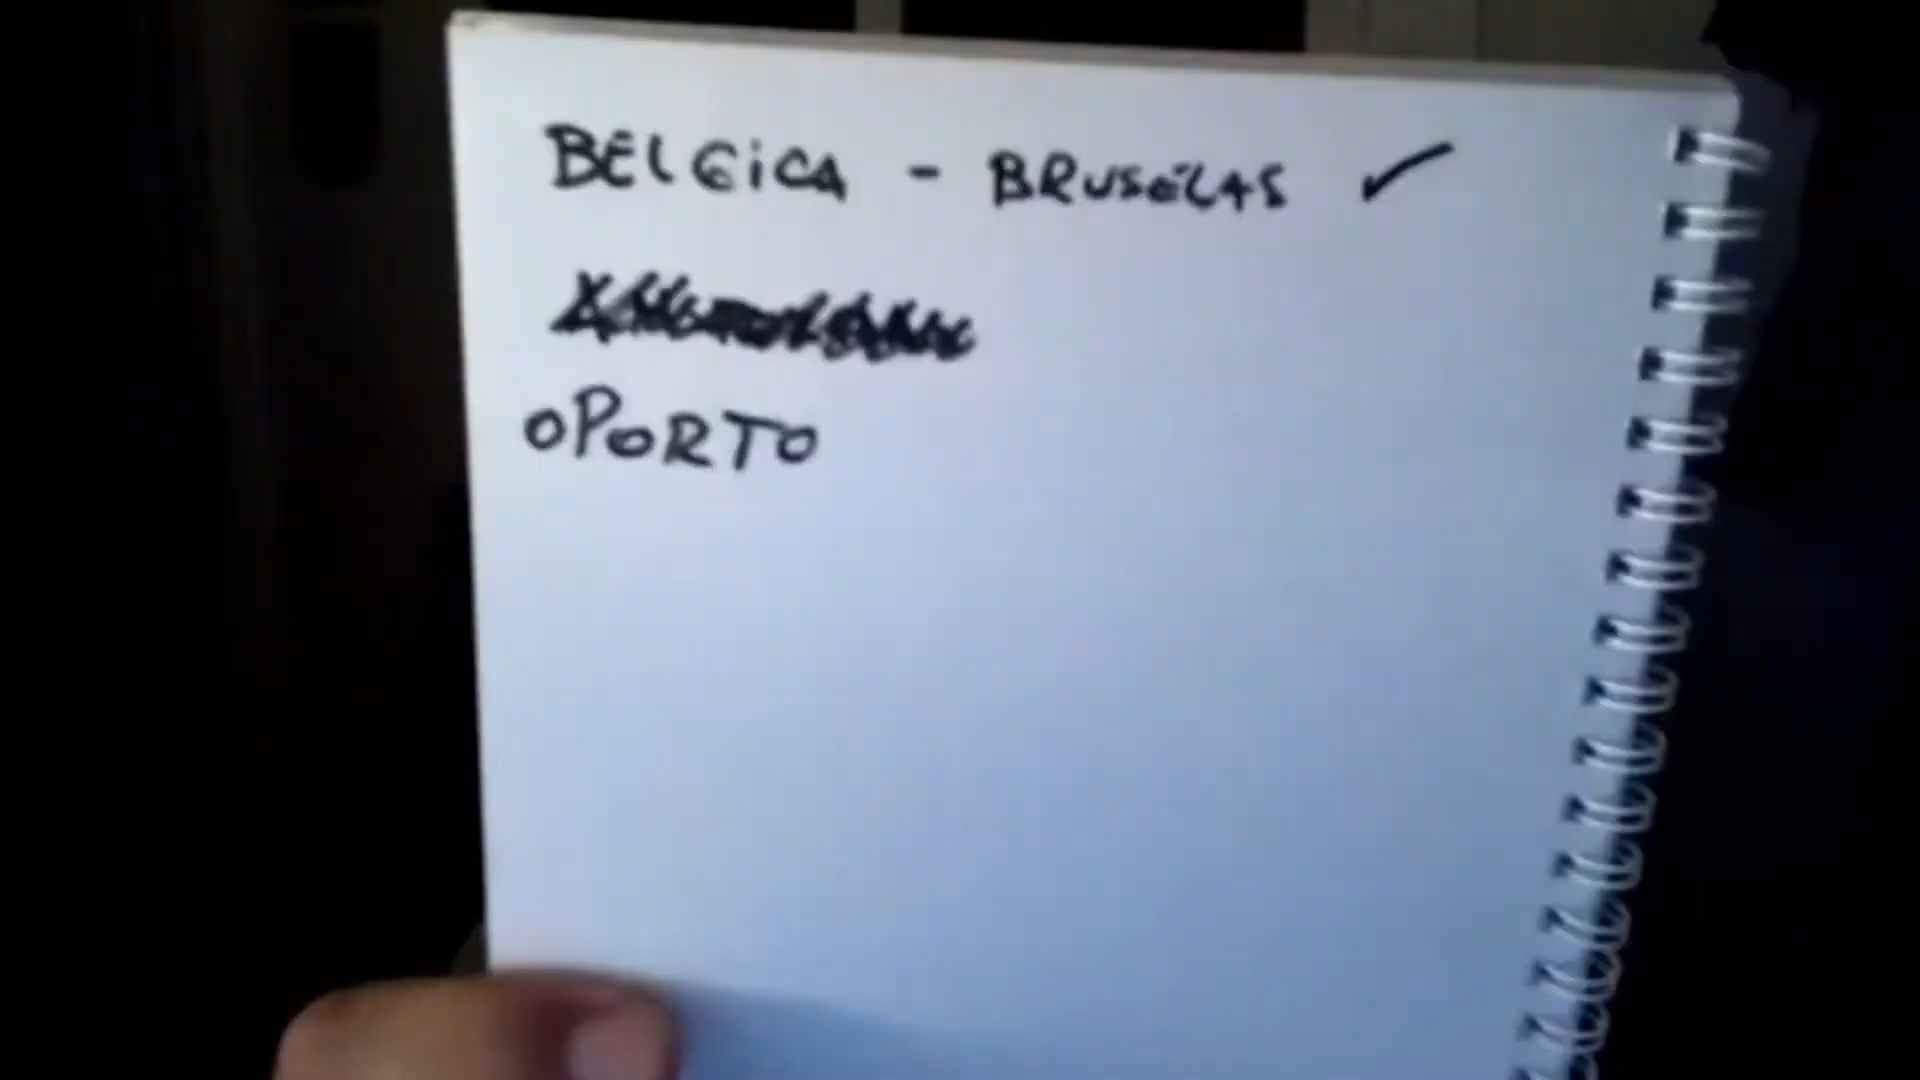 BELGiCA - BRUSELAS ✓
OPORTO